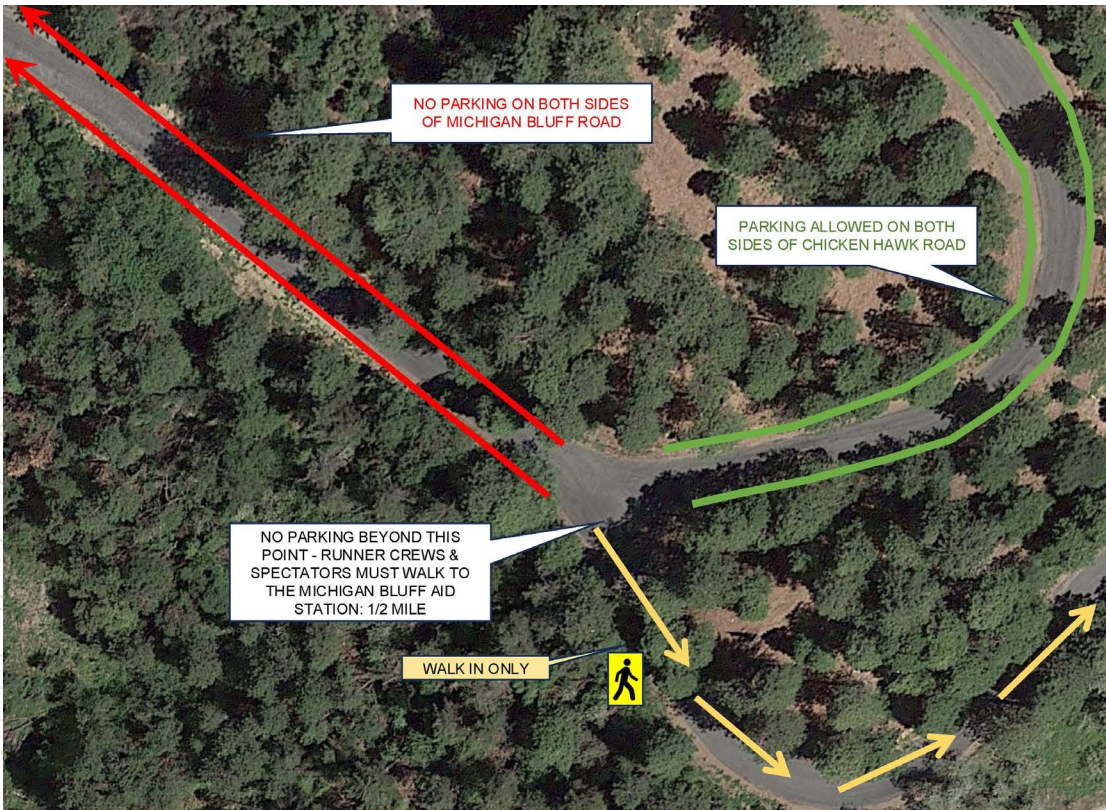 NO PARKING ON BOTH SIDES
OF MICHIGAN BLUFF ROAD
PARKING ALLOWED ON BOTH
SIDES OF CHICKEN HAWK ROAD
NO PARKING BEYOND THIS
POINT - RUNNER CREWS &
SPECTATORS MUST WALK TO
THE MICHIGAN BLUFF AID
STATION: 1/2 MILE
WALK IN ONLY